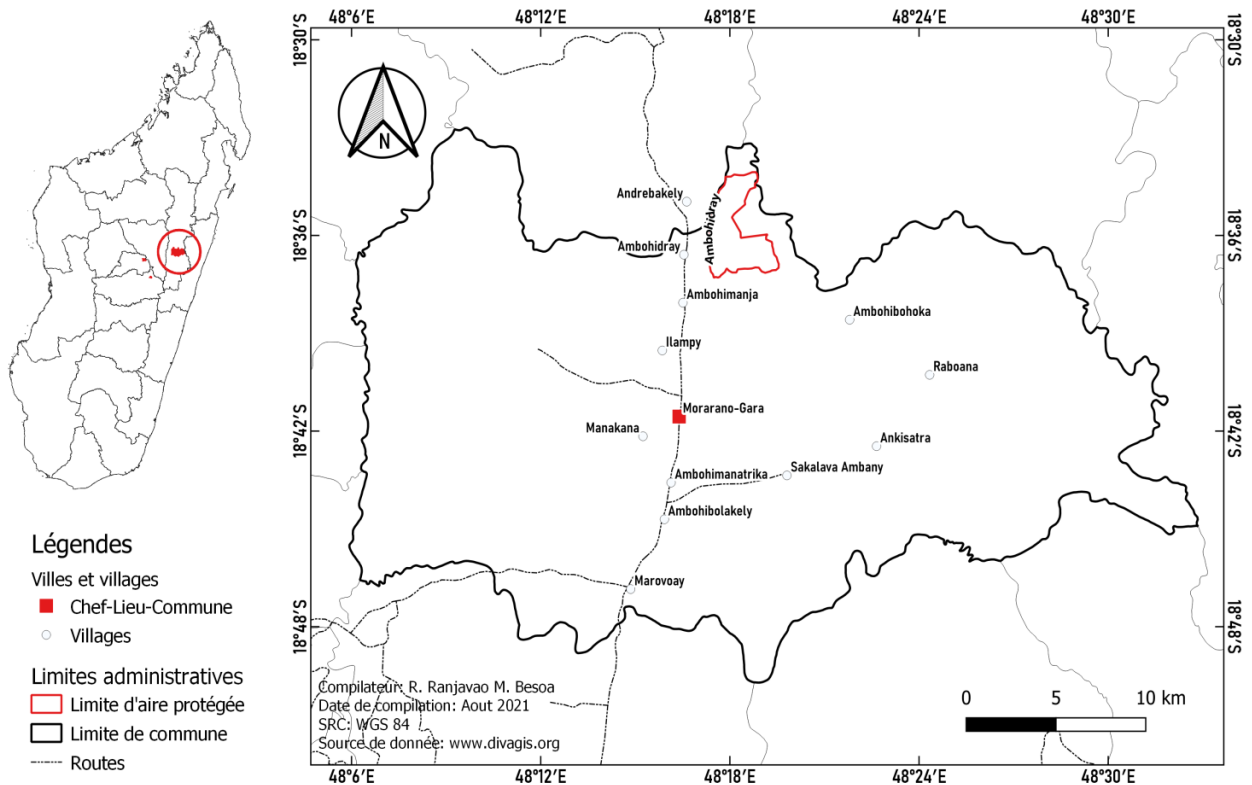 48°6′E 48°12′E 48°18′E 48°24′E 48°30′E
18°30′S 18°30′S
N
Andrebakely
Ambohidray
18°36′S 18°36′S
Ambohidray
Ambohimanja
Ambohibohoka
Ilampy
Raboana
Morarano-Gara
18°42′S 18°42′S
Manakana
Ankisatra
Sakalava Ambany
Ambohimanatrika
Ambohibolakely
Marovoay
18°48′S 18°48′S
Légendes
Villes et villages
Chef-Lieu-Commune
Villages
Limites administratives
Limite d'aire protégée
Limite de commune
Routes
Compilateur: R. Ranjavao M. Besoa
Date de compilation: Aout 2021
SRC: WGS 84
Source de donnée: www.divagis.org
0 5 10 km
48°6′E 48°12′E 48°18′E 48°24′E 48°30′E